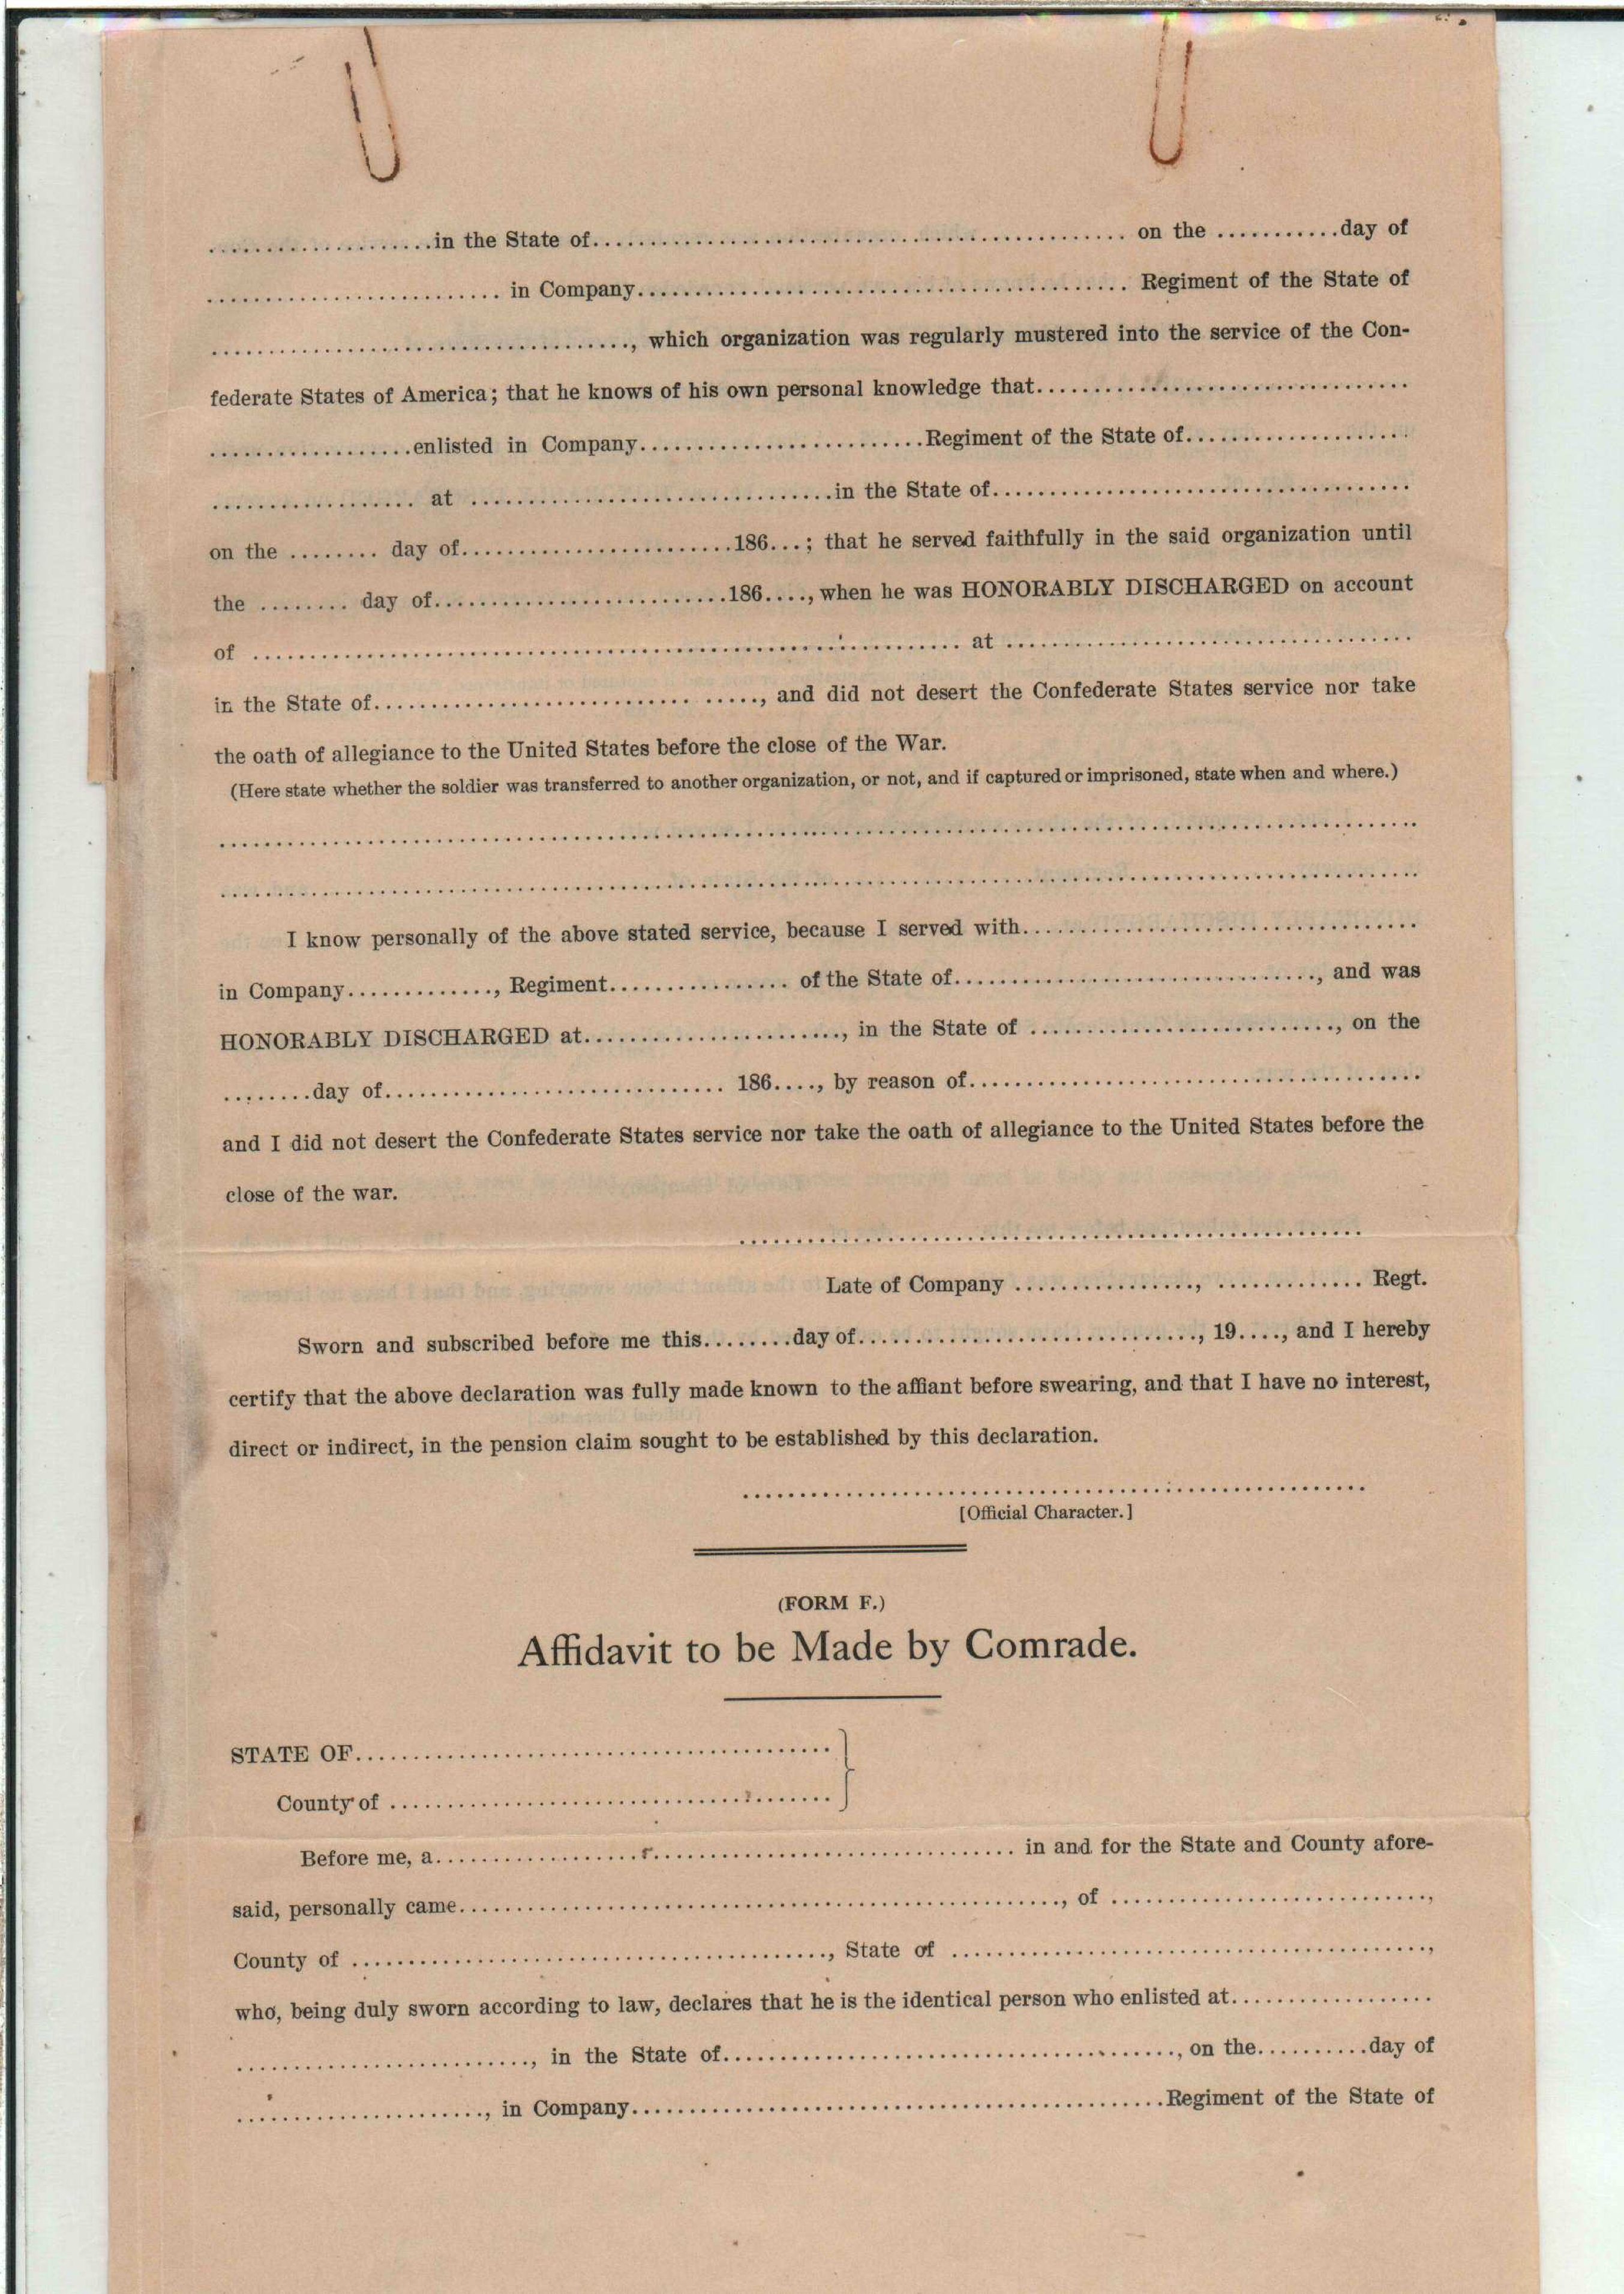 ....................in the State of................................................ on the ...........day of
.......................... in Company............................................ Regiment of the State of
......................................, which organization was regularly mustered into the service of the Con-
federate States of America; that he knows of his own personal knowledge that.................................
..................enlisted in Company..........................Regiment of the State of....................
.................. at .................................in the State of......................................
on the ........ day of........................186...; that he served faithfully in the said organization until
the ........ day of..........................186...., when he was HONORABLY DISCHARGED on account
of ................................................................ at .....................................
in the State of............................ ....., and did not desert the Confederate States service nor take
the oath of allegiance to the United States before the close of the War.
(Here state whether the soldier was transferred to another organization, or not, and if captured or imprisoned, state when and where.)
............................................................................................................
............................................................................................................
I know personally of the above stated service, because I served with....................................
in Company............., Regiment................ of the State of................................, and was
HONORABLY DISCHARGED at......................., in the State of ..........................., on the
........day of.............................. 186...., by reason of........................................
and I did not desert the Confederate States service nor take the oath of allegiance to the United States before the
close of the war.
........................................................
Late of Company ................, ............. Regt.
Sworn and subscribed before me this........day of.............................., 19...., and I hereby
certify that the above declaration was fully made known to the affiant before swearing, and that I have no interest,
direct or indirect, in the pension claim sought to be established by this declaration.
........................................................
[Official Character.]
(FORM F.)
Affidavit to be Made by Comrade.
STATE OF...........................................
County of ........................................
Before me, a.................................................... in and for the State and County afore-
said, personally came......................................................, of ............................,
County of ..........................................., State of ..........................................,
who, being duly sworn according to law, declares that he is the identical person who enlisted at..................
.........................., in the State of........................................., on the..........day of
......................, in Company................................................Regiment of the State of